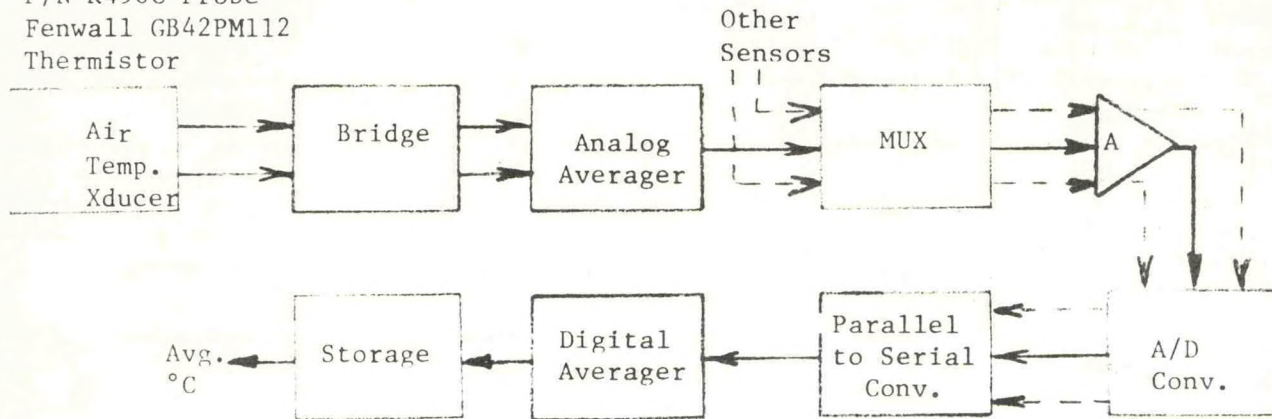 Fenwall GB42PM112
Thermistor
Other
Sensors
Air
Temp.
Xducer
Bridge
Analog
Averager
MUX
A
Avg.
°C
Storage
Digital
Averager
Parallel
to Serial
Conv.
A/D
Conv.